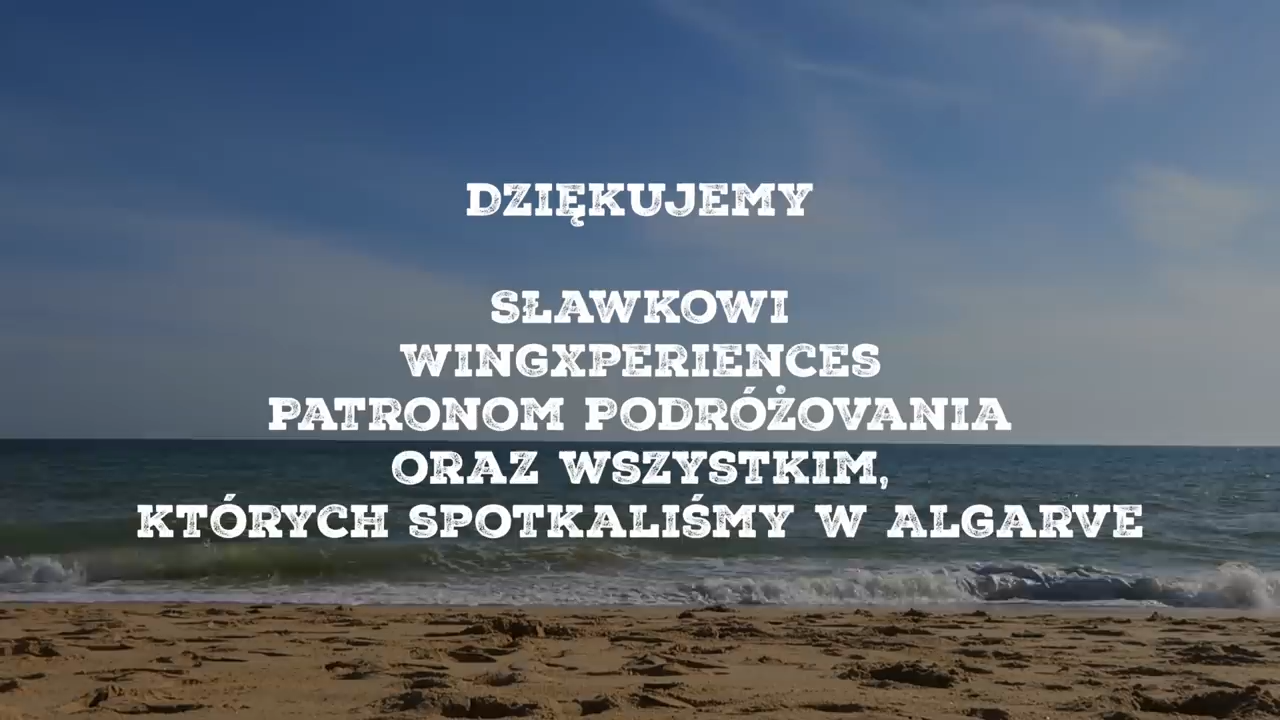 DZIĘKUJEMY
SŁAWKOWI
WINGXPERIENCES
PATRONOM PODRÓŻOVANIA
ORAZ WSZYSTKIM,
KTÓRYCH SPOTKALIŚMY W ALGARVE